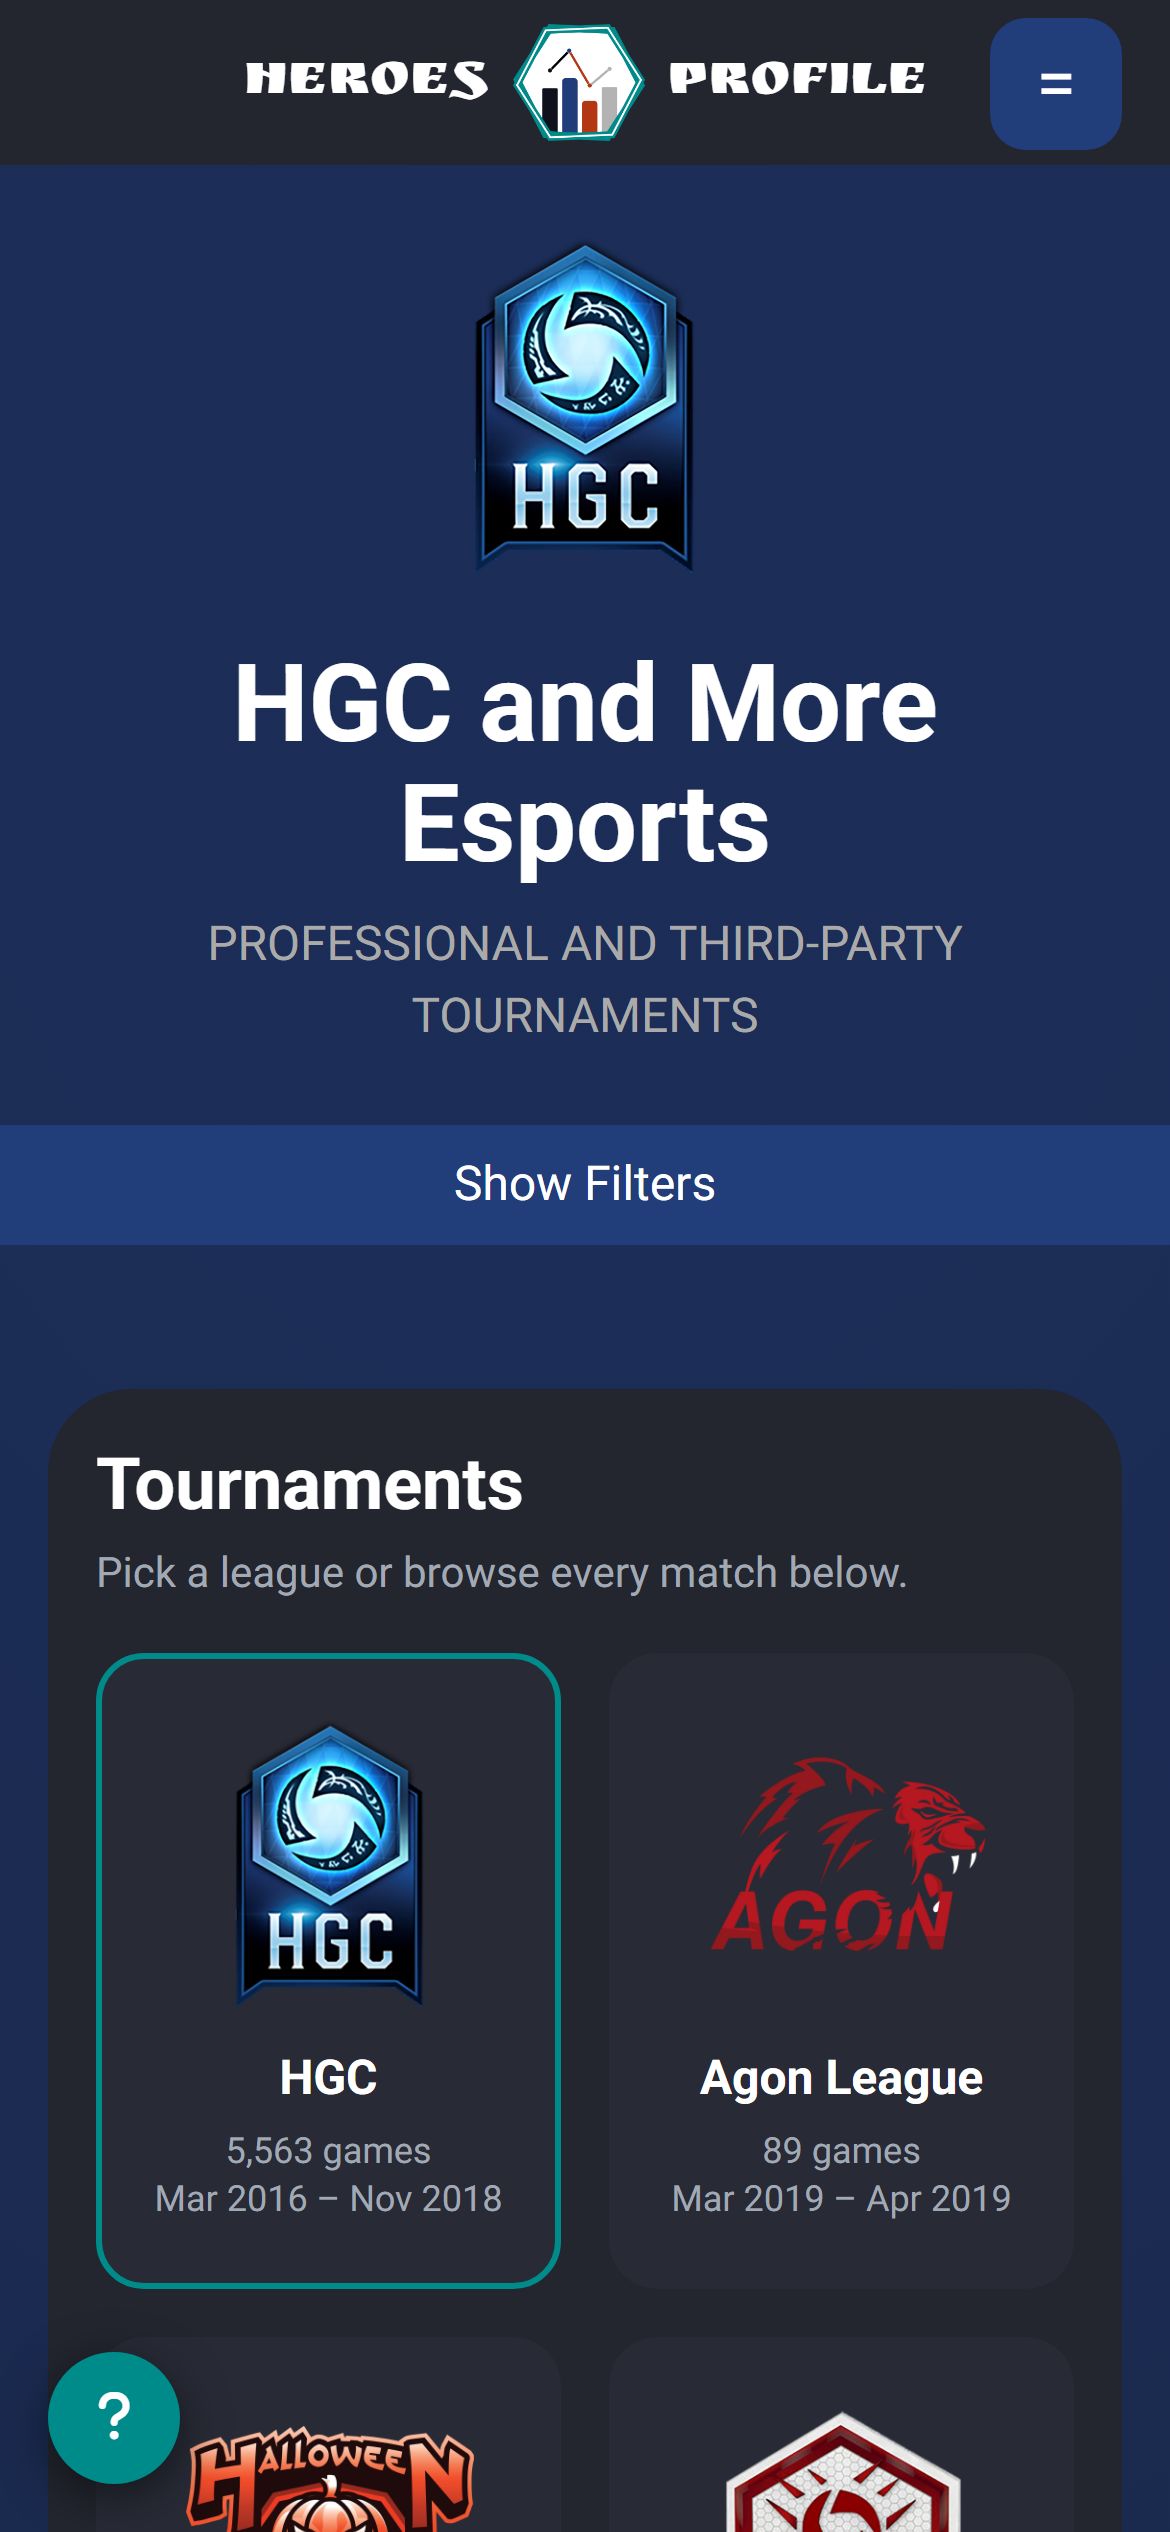 HEROES PROFILE
=
HGC
HGC and More
Esports
PROFESSIONAL AND THIRD-PARTY
TOURNAMENTS
Show Filters
Tournaments
Pick a league or browse every match below.
HGC
AGON
HGC
Agon League
5,563 games
89 games
Mar 2016 – Nov 2018
Mar 2019 – Apr 2019
?
HALLOWEEN